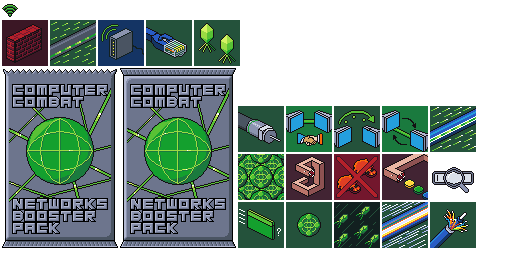 COMPUTER
COMBAT
NETWORKS
BOOSTER
PACK
COMPUTER
COMBAT
NETWORKS
BOOSTER
PACK
?